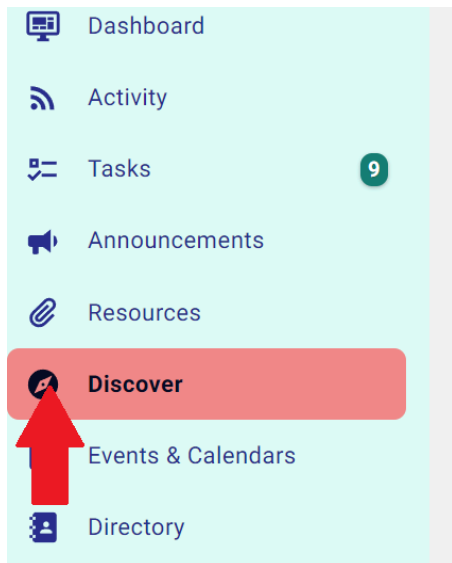 Dashboard
Activity
Tasks 9
Announcements
Resources
Discover
Events & Calendars
Directory